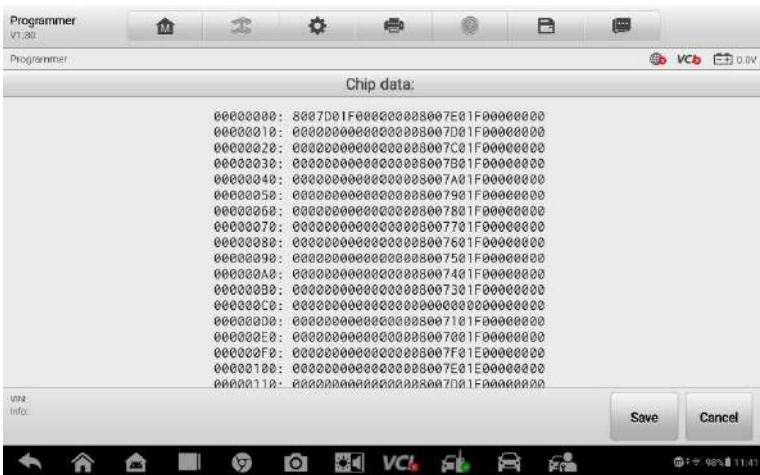 Programmer
V1.80
M
Programmer
VCb
0.0V
Chip data:
00000000: 8007D01F000000008007E01F00000000
00000010: 00000000000000008007D01F00000000
00000020: 00000000000000008007C01F00000000
00000030: 00000000000000008007B01F00000000
00000040: 00000000000000008007A01F00000000
00000050: 00000000000000008007901F00000000
00000060: 00000000000000008007801F00000000
00000070: 00000000000000008007701F00000000
00000080: 00000000000000008007601F00000000
00000090: 00000000000000008007501F00000000
000000A0: 00000000000000008007401F00000000
000000B0: 00000000000000008007301F00000000
000000C0: 00000000000000000000000000000000
000000D0: 00000000000000008007101F00000000
000000E0: 00000000000000008007001F00000000
000000F0: 00000000000000008007F01E00000000
00000100: 00000000000000008007E01E00000000
00000110: 00000000000000008007D01E00000000
VIN:
Info:
Save
Cancel
VCI
98% 11:41